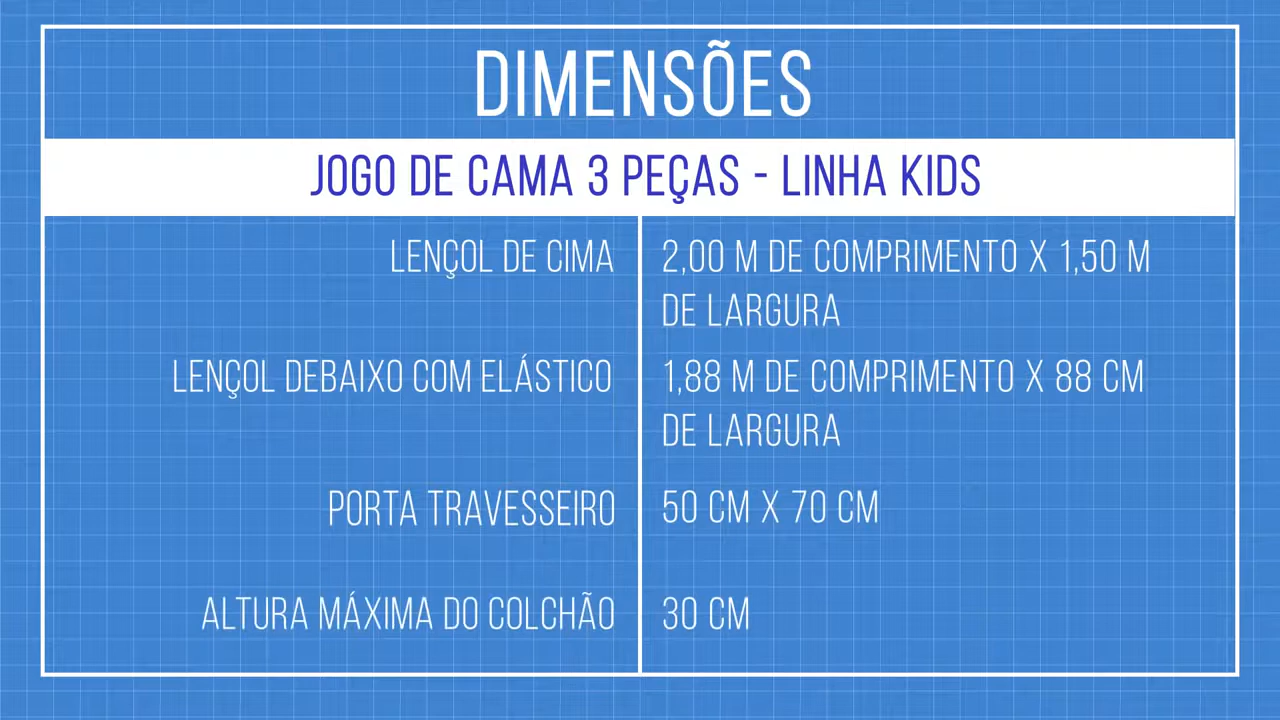 DIMENSÕES
JOGO DE CAMA 3 PEÇAS - LINHA KIDS
LENÇOL DE CIMA
2,00 M DE COMPRIMENTO X 1,50 M
DE LARGURA
LENÇOL DEBAIXO COM ELÁSTICO
1,88 M DE COMPRIMENTO X 88 CM
DE LARGURA
PORTA TRAVESSEIRO
50 CM X 70 CM
ALTURA MÁXIMA DO COLCHÃO
30 CM